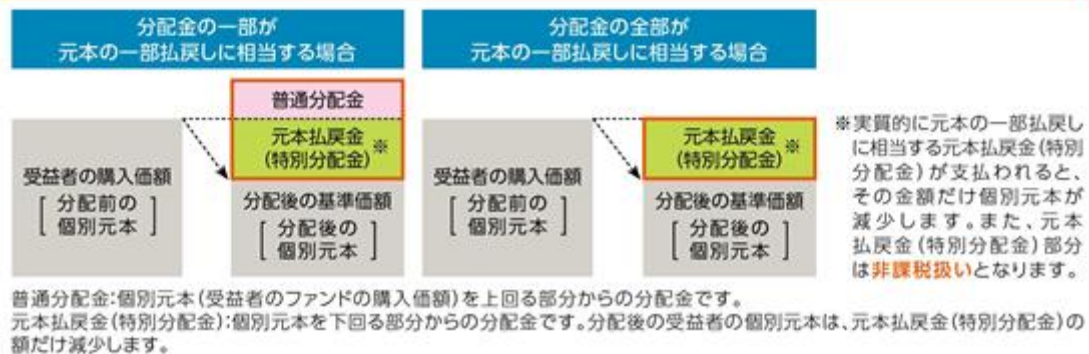 分配金の一部が
元本の一部払戻しに相当する場合
普通分配金
元本払戻金
(特別分配金)
※
受益者の購入価額
[分配前の
個別元本]
分配後の基準価額
[分配後の
個別元本]
分配金の全部が
元本の一部払戻しに相当する場合
元本払戻金
(特別分配金)
※
受益者の購入価額
[分配前の
個別元本]
分配後の基準価額
[分配後の
個別元本]
※実質的に元本の一部払戻し
に相当する元本払戻金(特別
分配金)が支払われると、
その金額だけ個別元本が
減少します。また、元本
払戻金(特別分配金)部分
は非課税扱いとなります。
普通分配金:個別元本(受益者のファンドの購入価額)を上回る部分からの分配金です。
元本払戻金(特別分配金):個別元本を下回る部分からの分配金です。分配後の受益者の個別元本は、元本払戻金(特別分配金)の
額だけ減少します。